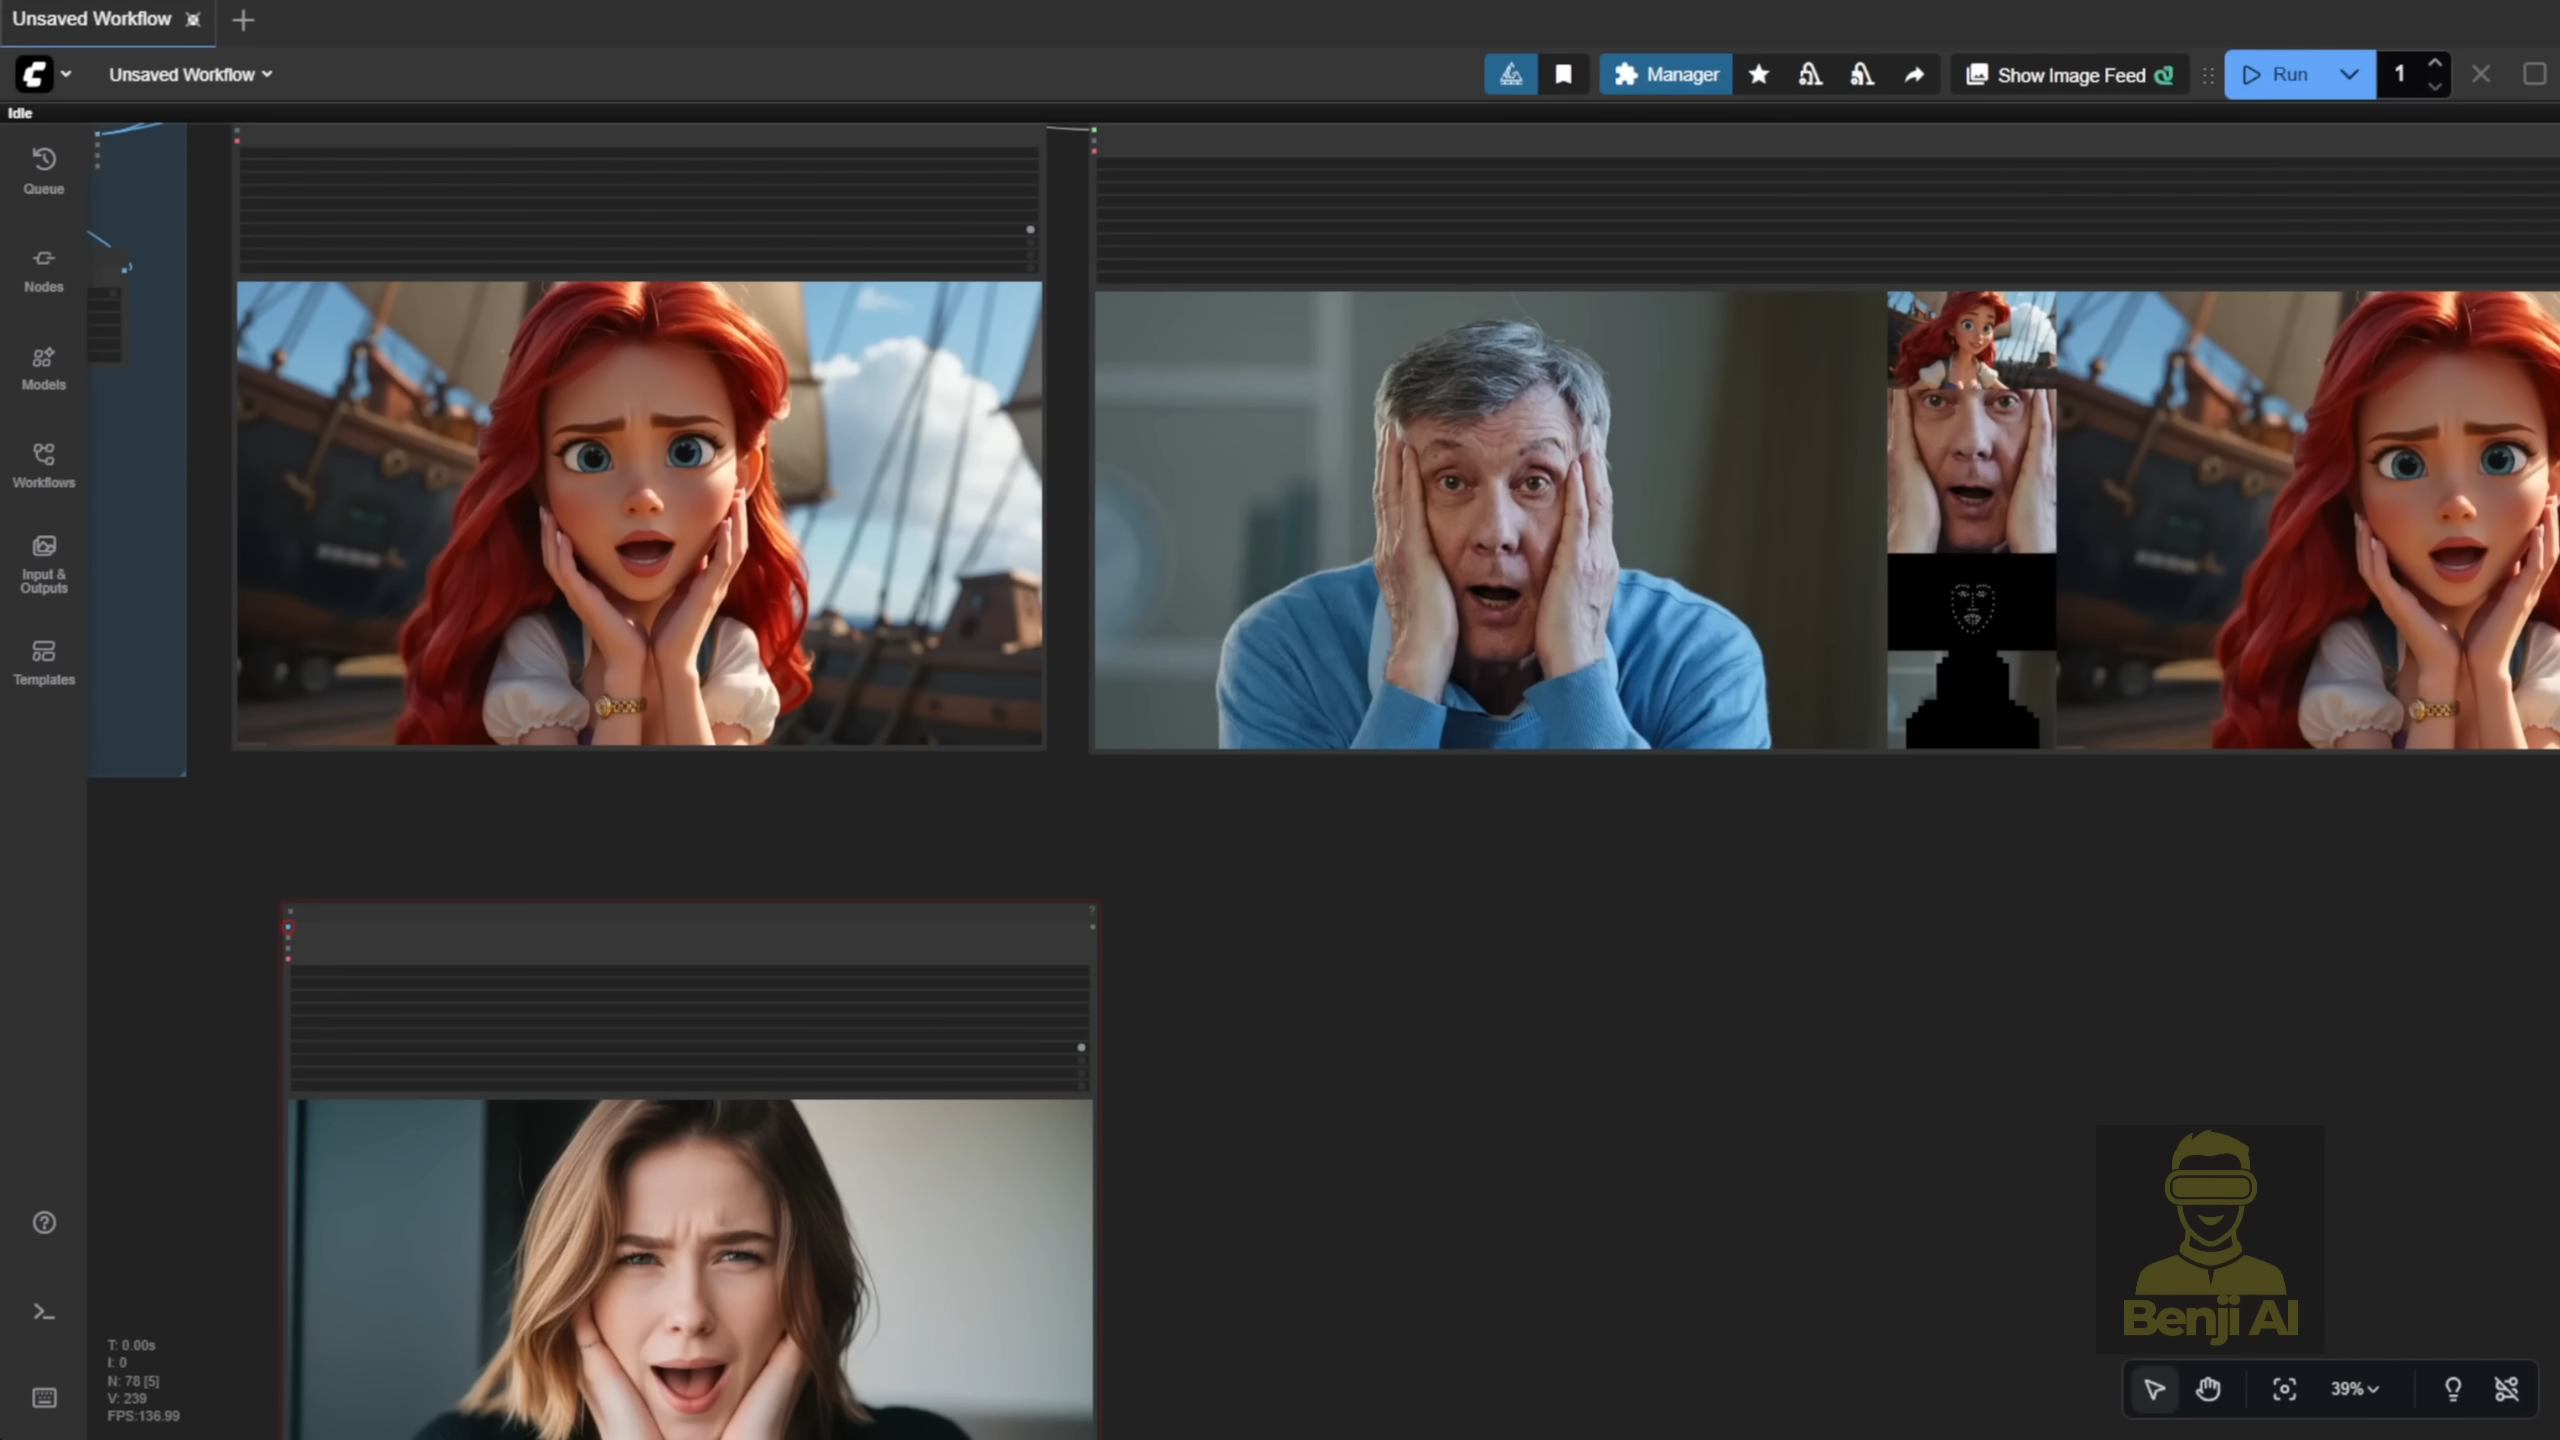 Unsaved Workflow
Unsaved Workflow
Manager
Show Image Feed
Run
1
Idle
Queue
Nodes
Models
Workflows
Input &
Outputs
Templates
T: 0.00s
I: 0
N: 78 [5]
V: 239
FPS:136.99
Benji AI
39%